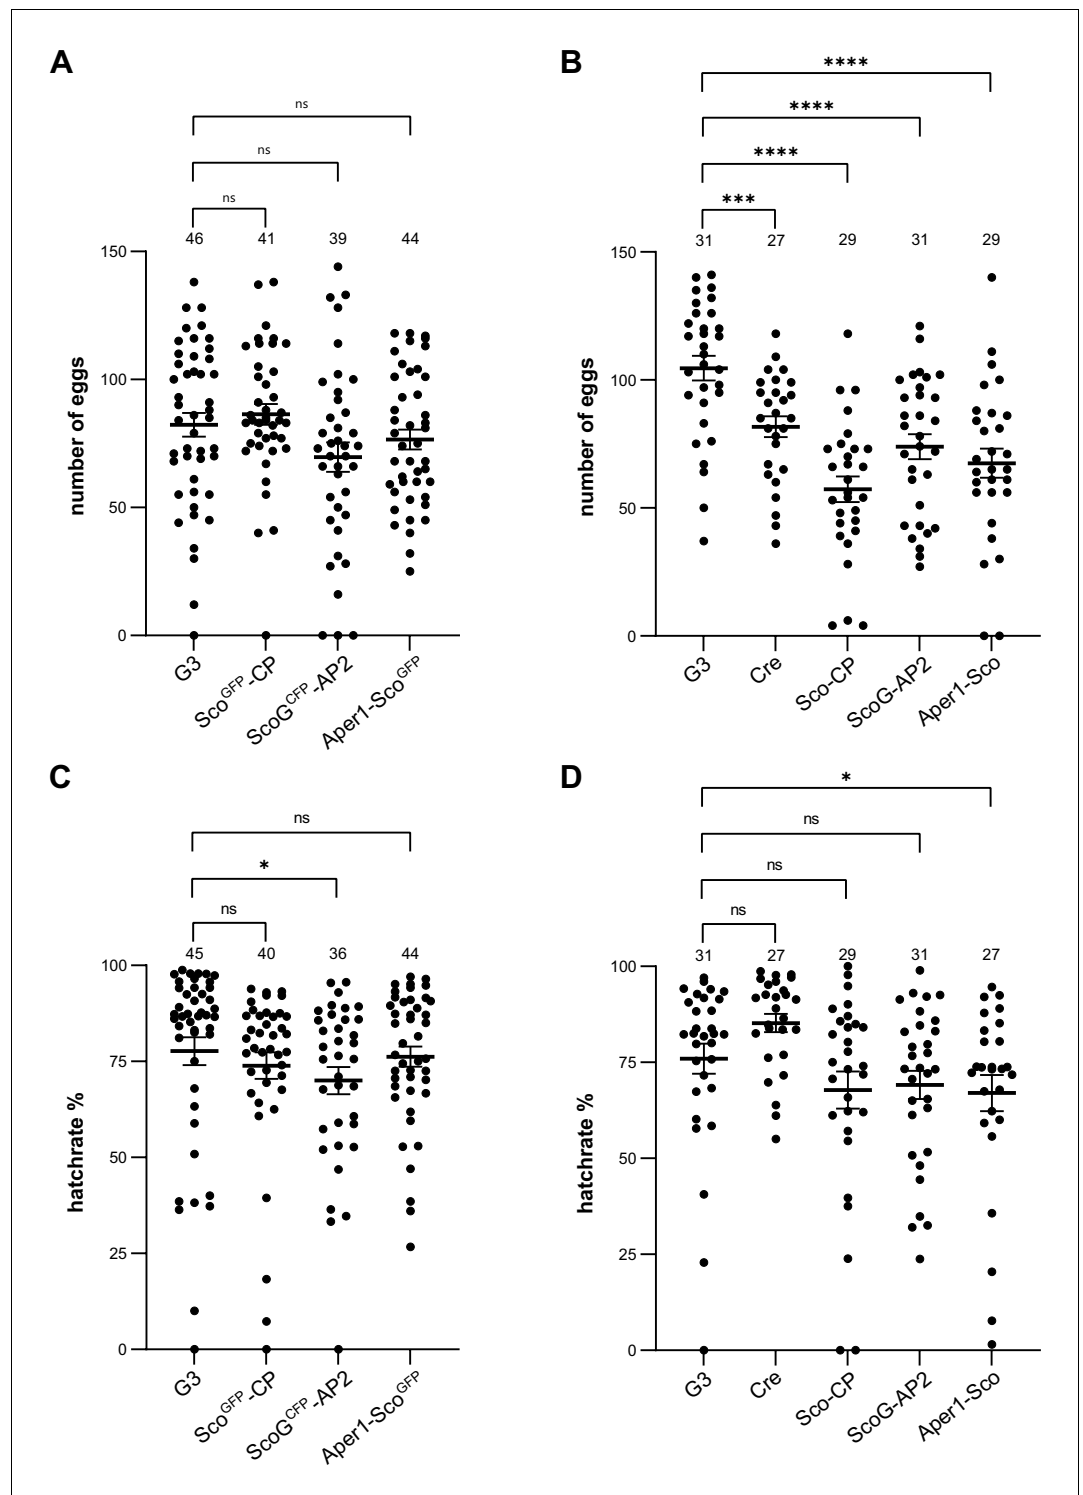 A
ns
ns
ns
46 41 39 44
150
100
50
0
number of eggs
G3 Sco^GFP-CP ScoG^CFP-AP2 Aper1-Sco^GFP
B
****
****
****
***
31 27 29 31 29
150
100
50
0
number of eggs
G3 Cre Sco-CP ScoG-AP2 Aper1-Sco
C
ns
*
ns
45 40 36 44
100
75
50
25
0
hatchrate %
G3 Sco^GFP-CP ScoG^CFP-AP2 Aper1-Sco^GFP
D
*
ns
ns
ns
31 27 29 31 27
100
75
50
25
0
hatchrate %
G3 Cre Sco-CP ScoG-AP2 Aper1-Sco